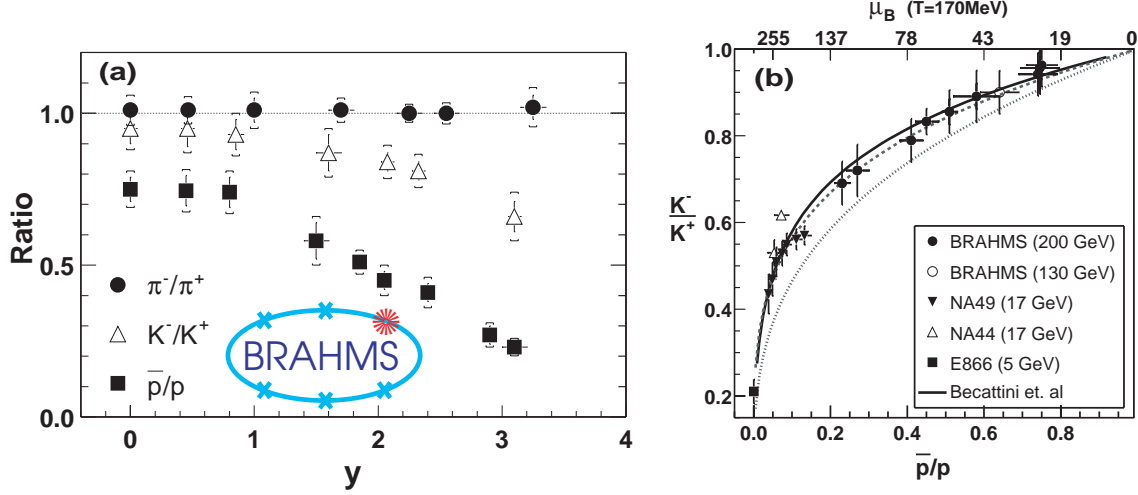 (a)
Ratio
1.0
0.5
0.0
π⁻/π⁺
K⁻/K⁺
p̅/p
BRAHMS
0 1 2 3 4
y
μB (T=170MeV)
255 137 78 43 19 0
(b)
K⁻/K⁺
1.0
0.8
0.6
0.4
0.2
BRAHMS (200 GeV)
BRAHMS (130 GeV)
NA49 (17 GeV)
NA44 (17 GeV)
E866 (5 GeV)
Becattini et. al
0.0 0.2 0.4 0.6 0.8
p̅/p